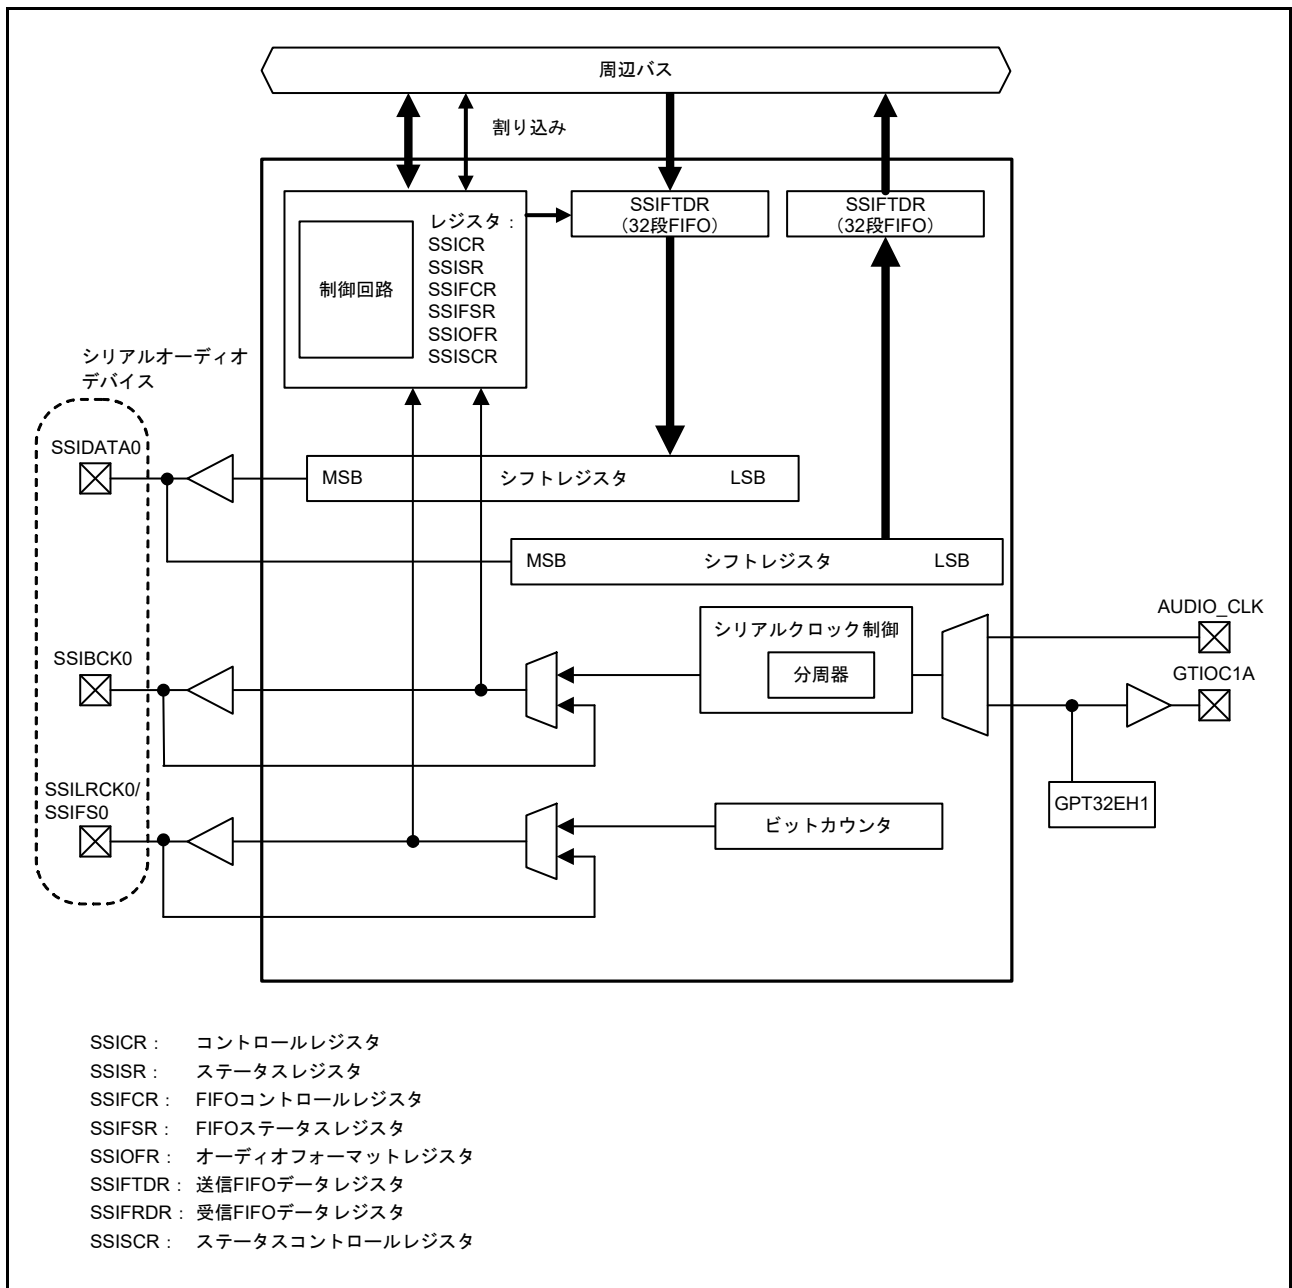 周辺バス
割り込み
レジスタ：
SSICR
SSISR
SSIFCR
SSIFSR
SSIOFR
SSISCR
制御回路
SSIFTDR
（32段FIFO）
SSIFTDR
（32段FIFO）
シリアルオーディオ
デバイス
SSIDATA0
MSB シフトレジスタ LSB
MSB シフトレジスタ LSB
シリアルクロック制御
分周器
AUDIO_CLK
SSIBCK0
GTIOC1A
SSILRCK0/
SSIFS0
GPT32EH1
ビットカウンタ
SSICR： コントロールレジスタ
SSISR： ステータスレジスタ
SSIFCR： FIFOコントロールレジスタ
SSIFSR： FIFOステータスレジスタ
SSIOFR： オーディオフォーマットレジスタ
SSIFTDR： 送信FIFOデータレジスタ
SSIFRDR： 受信FIFOデータレジスタ
SSISCR： ステータスコントロールレジスタ